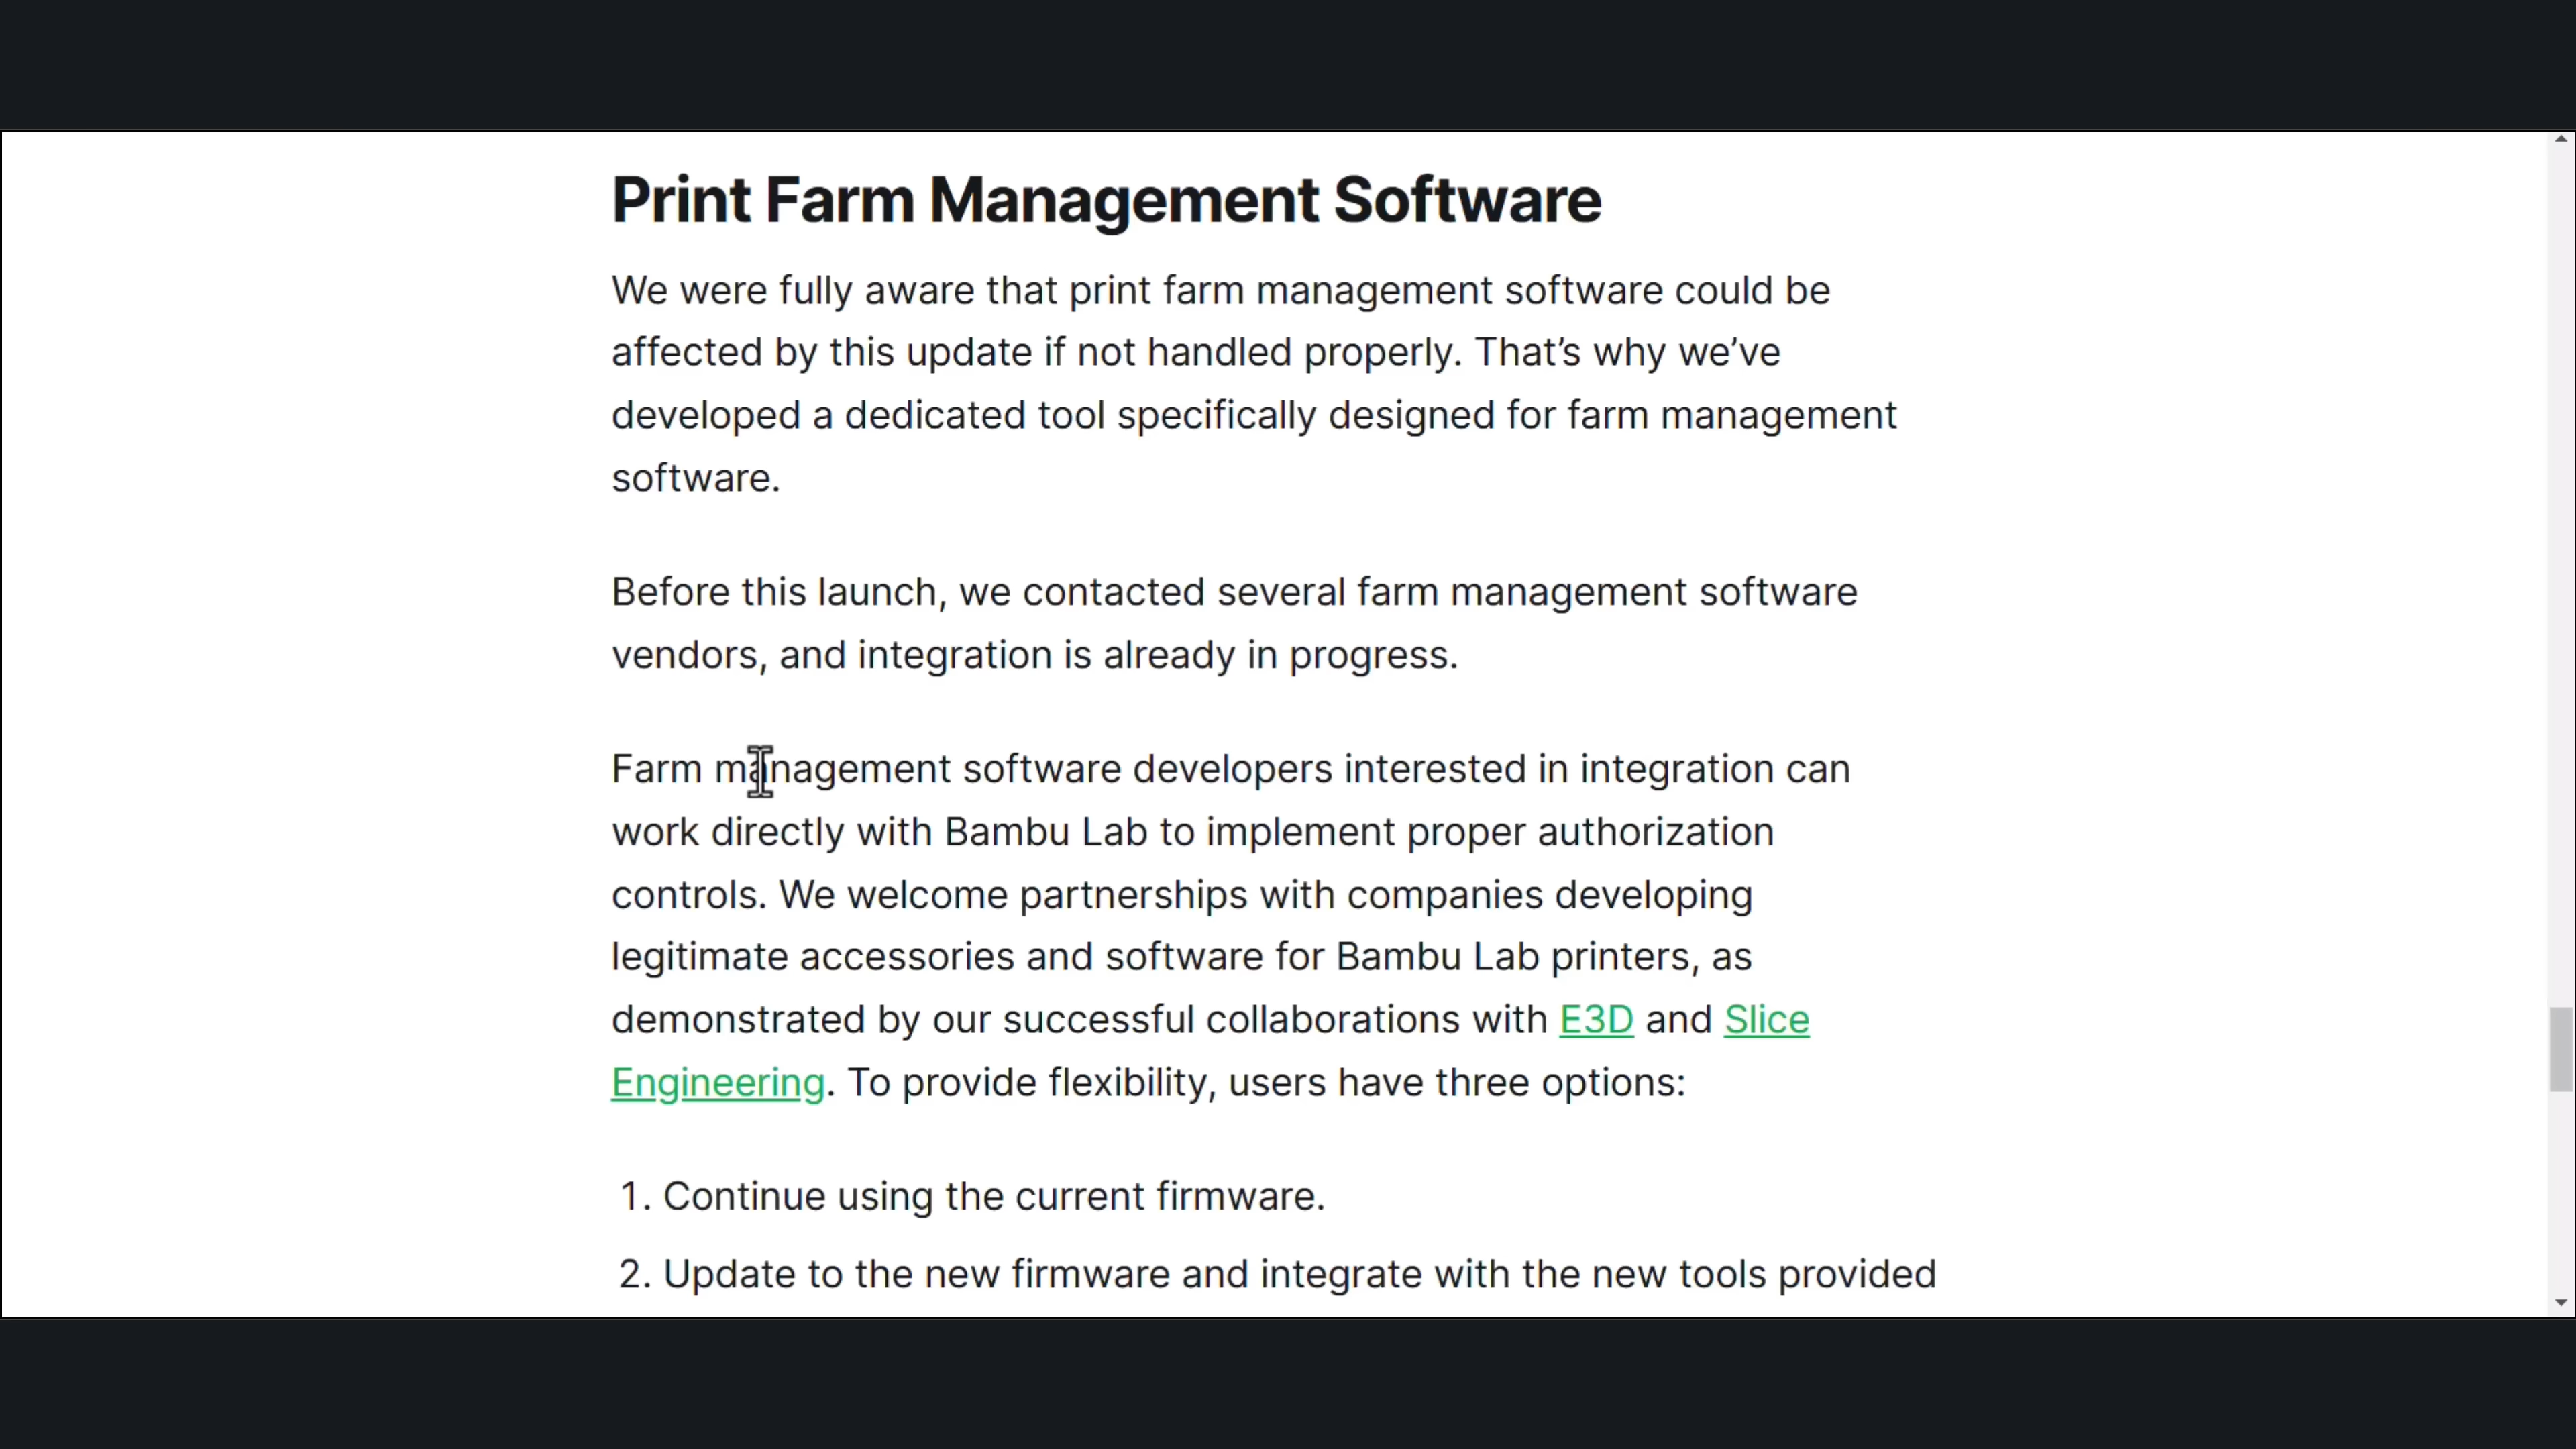 Print Farm Management Software
We were fully aware that print farm management software could be
affected by this update if not handled properly. That’s why we’ve
developed a dedicated tool specifically designed for farm management
software.
Before this launch, we contacted several farm management software
vendors, and integration is already in progress.
Farm management software developers interested in integration can
work directly with Bambu Lab to implement proper authorization
controls. We welcome partnerships with companies developing
legitimate accessories and software for Bambu Lab printers, as
demonstrated by our successful collaborations with E3D and Slice
Engineering. To provide flexibility, users have three options:
1. Continue using the current firmware.
2. Update to the new firmware and integrate with the new tools provided